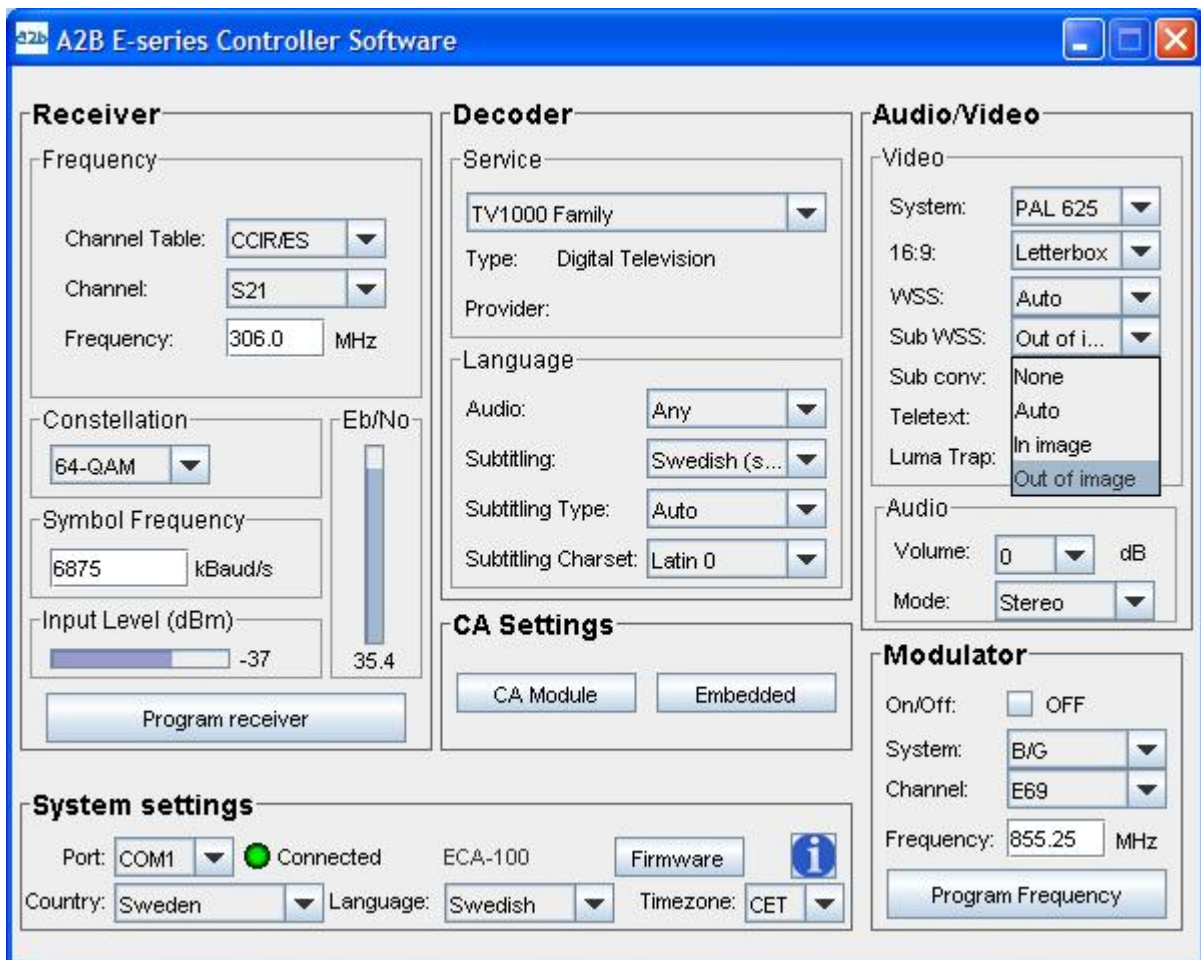 a2b A2B E-series Controller Software
Receiver
Frequency
Channel Table: CCIR/ES
Channel: S21
Frequency: 306.0 MHz
Constellation
64-QAM
Eb/No
35.4
Symbol Frequency
6875 kBaud/s
Input Level (dBm)
-37
Program receiver
Decoder
Service
TV1000 Family
Type: Digital Television
Provider:
Language
Audio: Any
Subtitling: Swedish (s...
Subtitling Type: Auto
Subtitling Charset: Latin 0
CA Settings
CA Module Embedded
Audio/Video
Video
System: PAL 625
16:9: Letterbox
WSS: Auto
Sub WSS: Out of i...
Sub conv:
Teletext:
Luma Trap:
None
Auto
In image
Out of image
Audio
Volume: 0 dB
Mode: Stereo
Modulator
On/Off: OFF
System: B/G
Channel: E69
Frequency: 855.25 MHz
Program Frequency
System settings
Port: COM1 Connected ECA-100 Firmware i
Country: Sweden Language: Swedish Timezone: CET